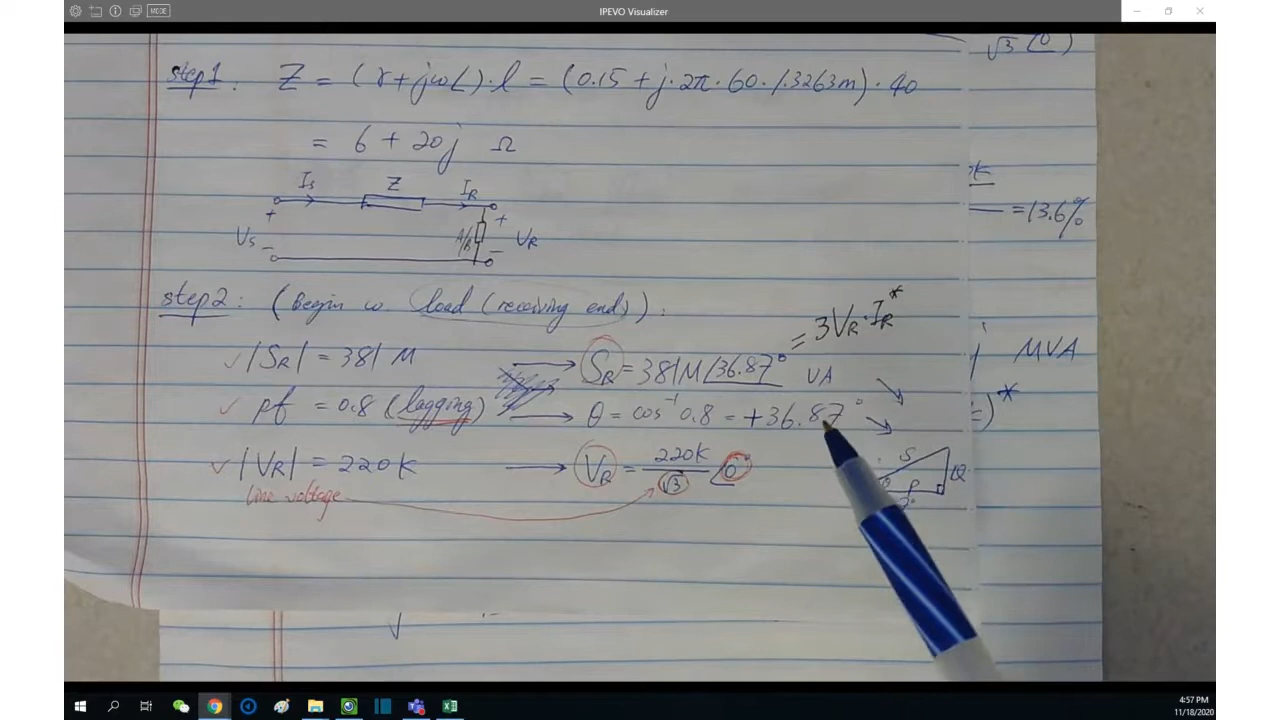 IPEVO Visualizer
MODE
√3 (0 )
step1: Z = (r+jωL)·l = (0.15 + j·2π·60·1.3263m)·40
= 6 + 20j Ω
Is Z IR
+ +
Vs VR
− −
=13.6%
step2: (Begin w. load (receiving end)):
= 3VR·IR*
✓|SR| = 381 M → SR = 381M∠36.87° VA
MVA
✓ pf = 0.8 (lagging) → θ = cos⁻¹0.8 = +36.87°
)*
✓|VR| = 220K → VR = 220K/√3 ∠0°
S
P
Q
line voltage
4:57 PM
11/18/2020